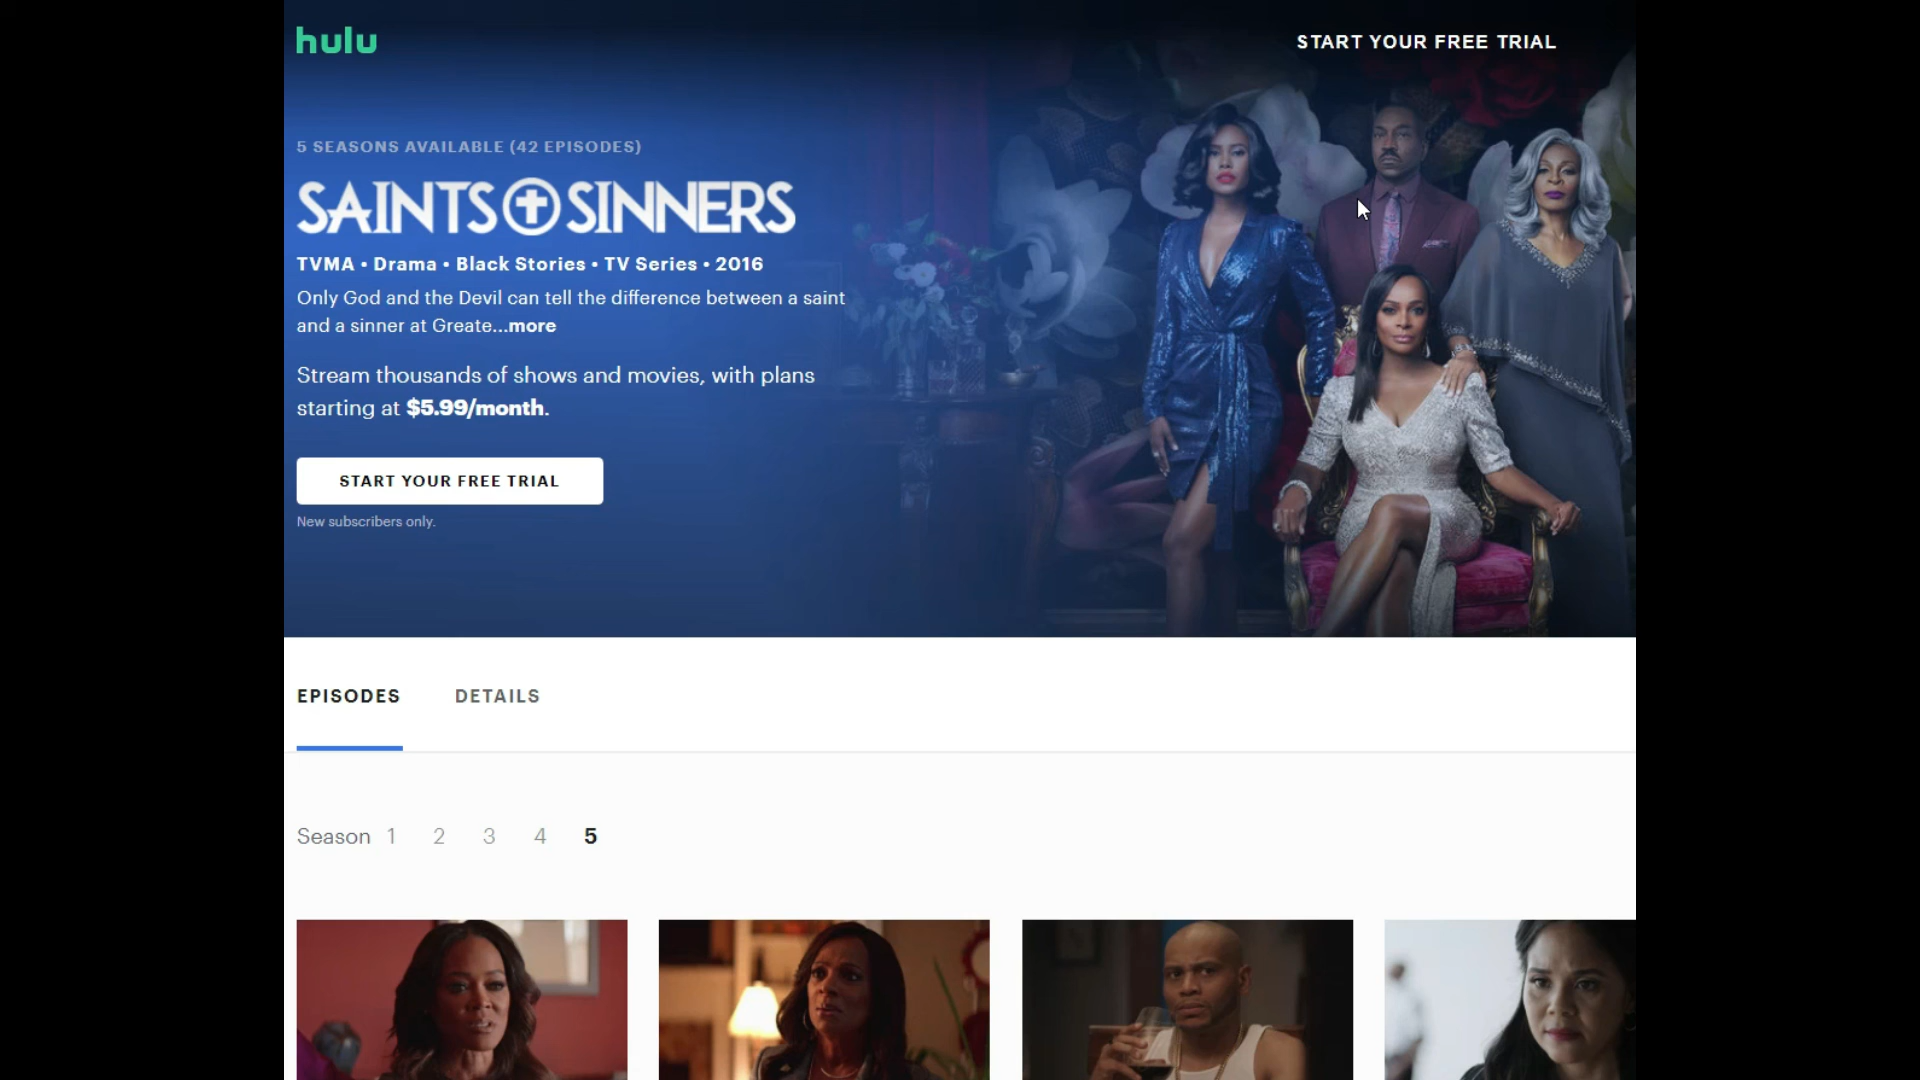 hulu
START YOUR FREE TRIAL
5 SEASONS AVAILABLE (42 EPISODES)
SAINTS SINNERS
TVMA • Drama • Black Stories • TV Series • 2016
Only God and the Devil can tell the difference between a saint
and a sinner at Greate...more
Stream thousands of shows and movies, with plans
starting at $5.99/month.
START YOUR FREE TRIAL
New subscribers only.
EPISODES DETAILS
Season 1 2 3 4 5